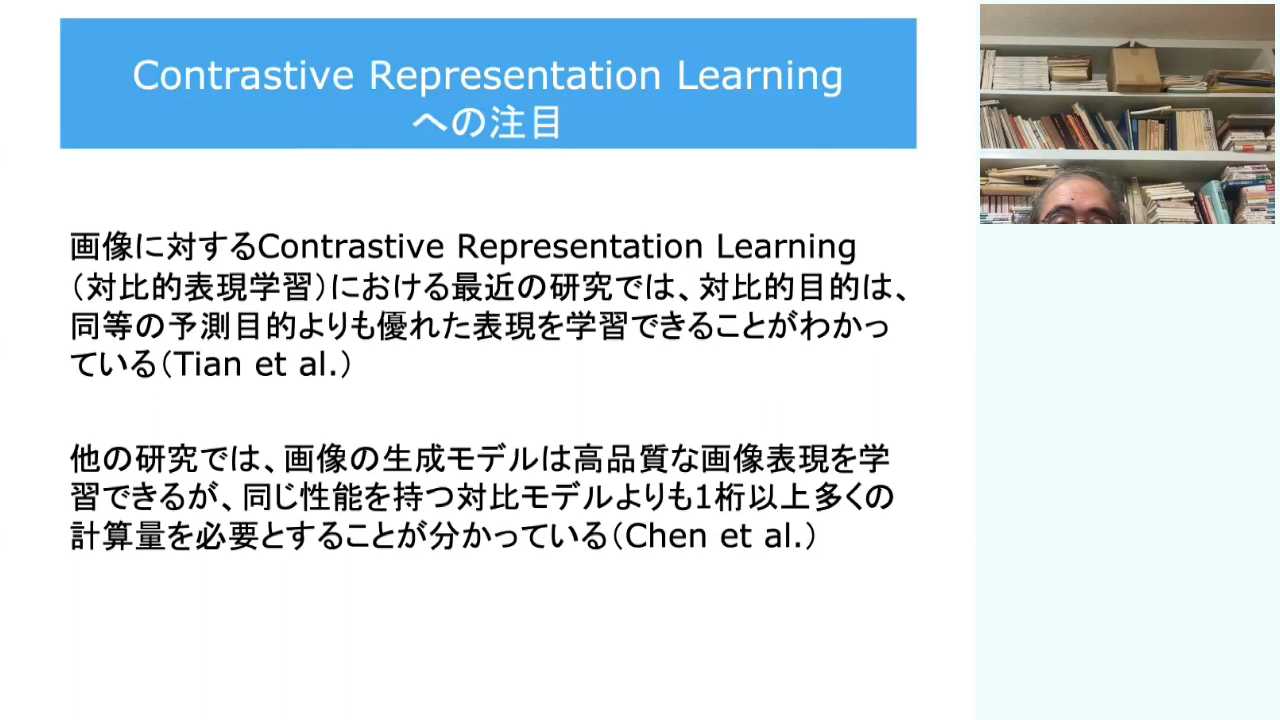 Contrastive Representation Learning
への注目
画像に対するContrastive Representation Learning
（対比的表現学習）における最近の研究では、対比的目的は、
同等の予測目的よりも優れた表現を学習できることがわかっ
ている（Tian et al.）
他の研究では、画像の生成モデルは高品質な画像表現を学
習できるが、同じ性能を持つ対比モデルよりも1桁以上多くの
計算量を必要とすることが分かっている（Chen et al.）